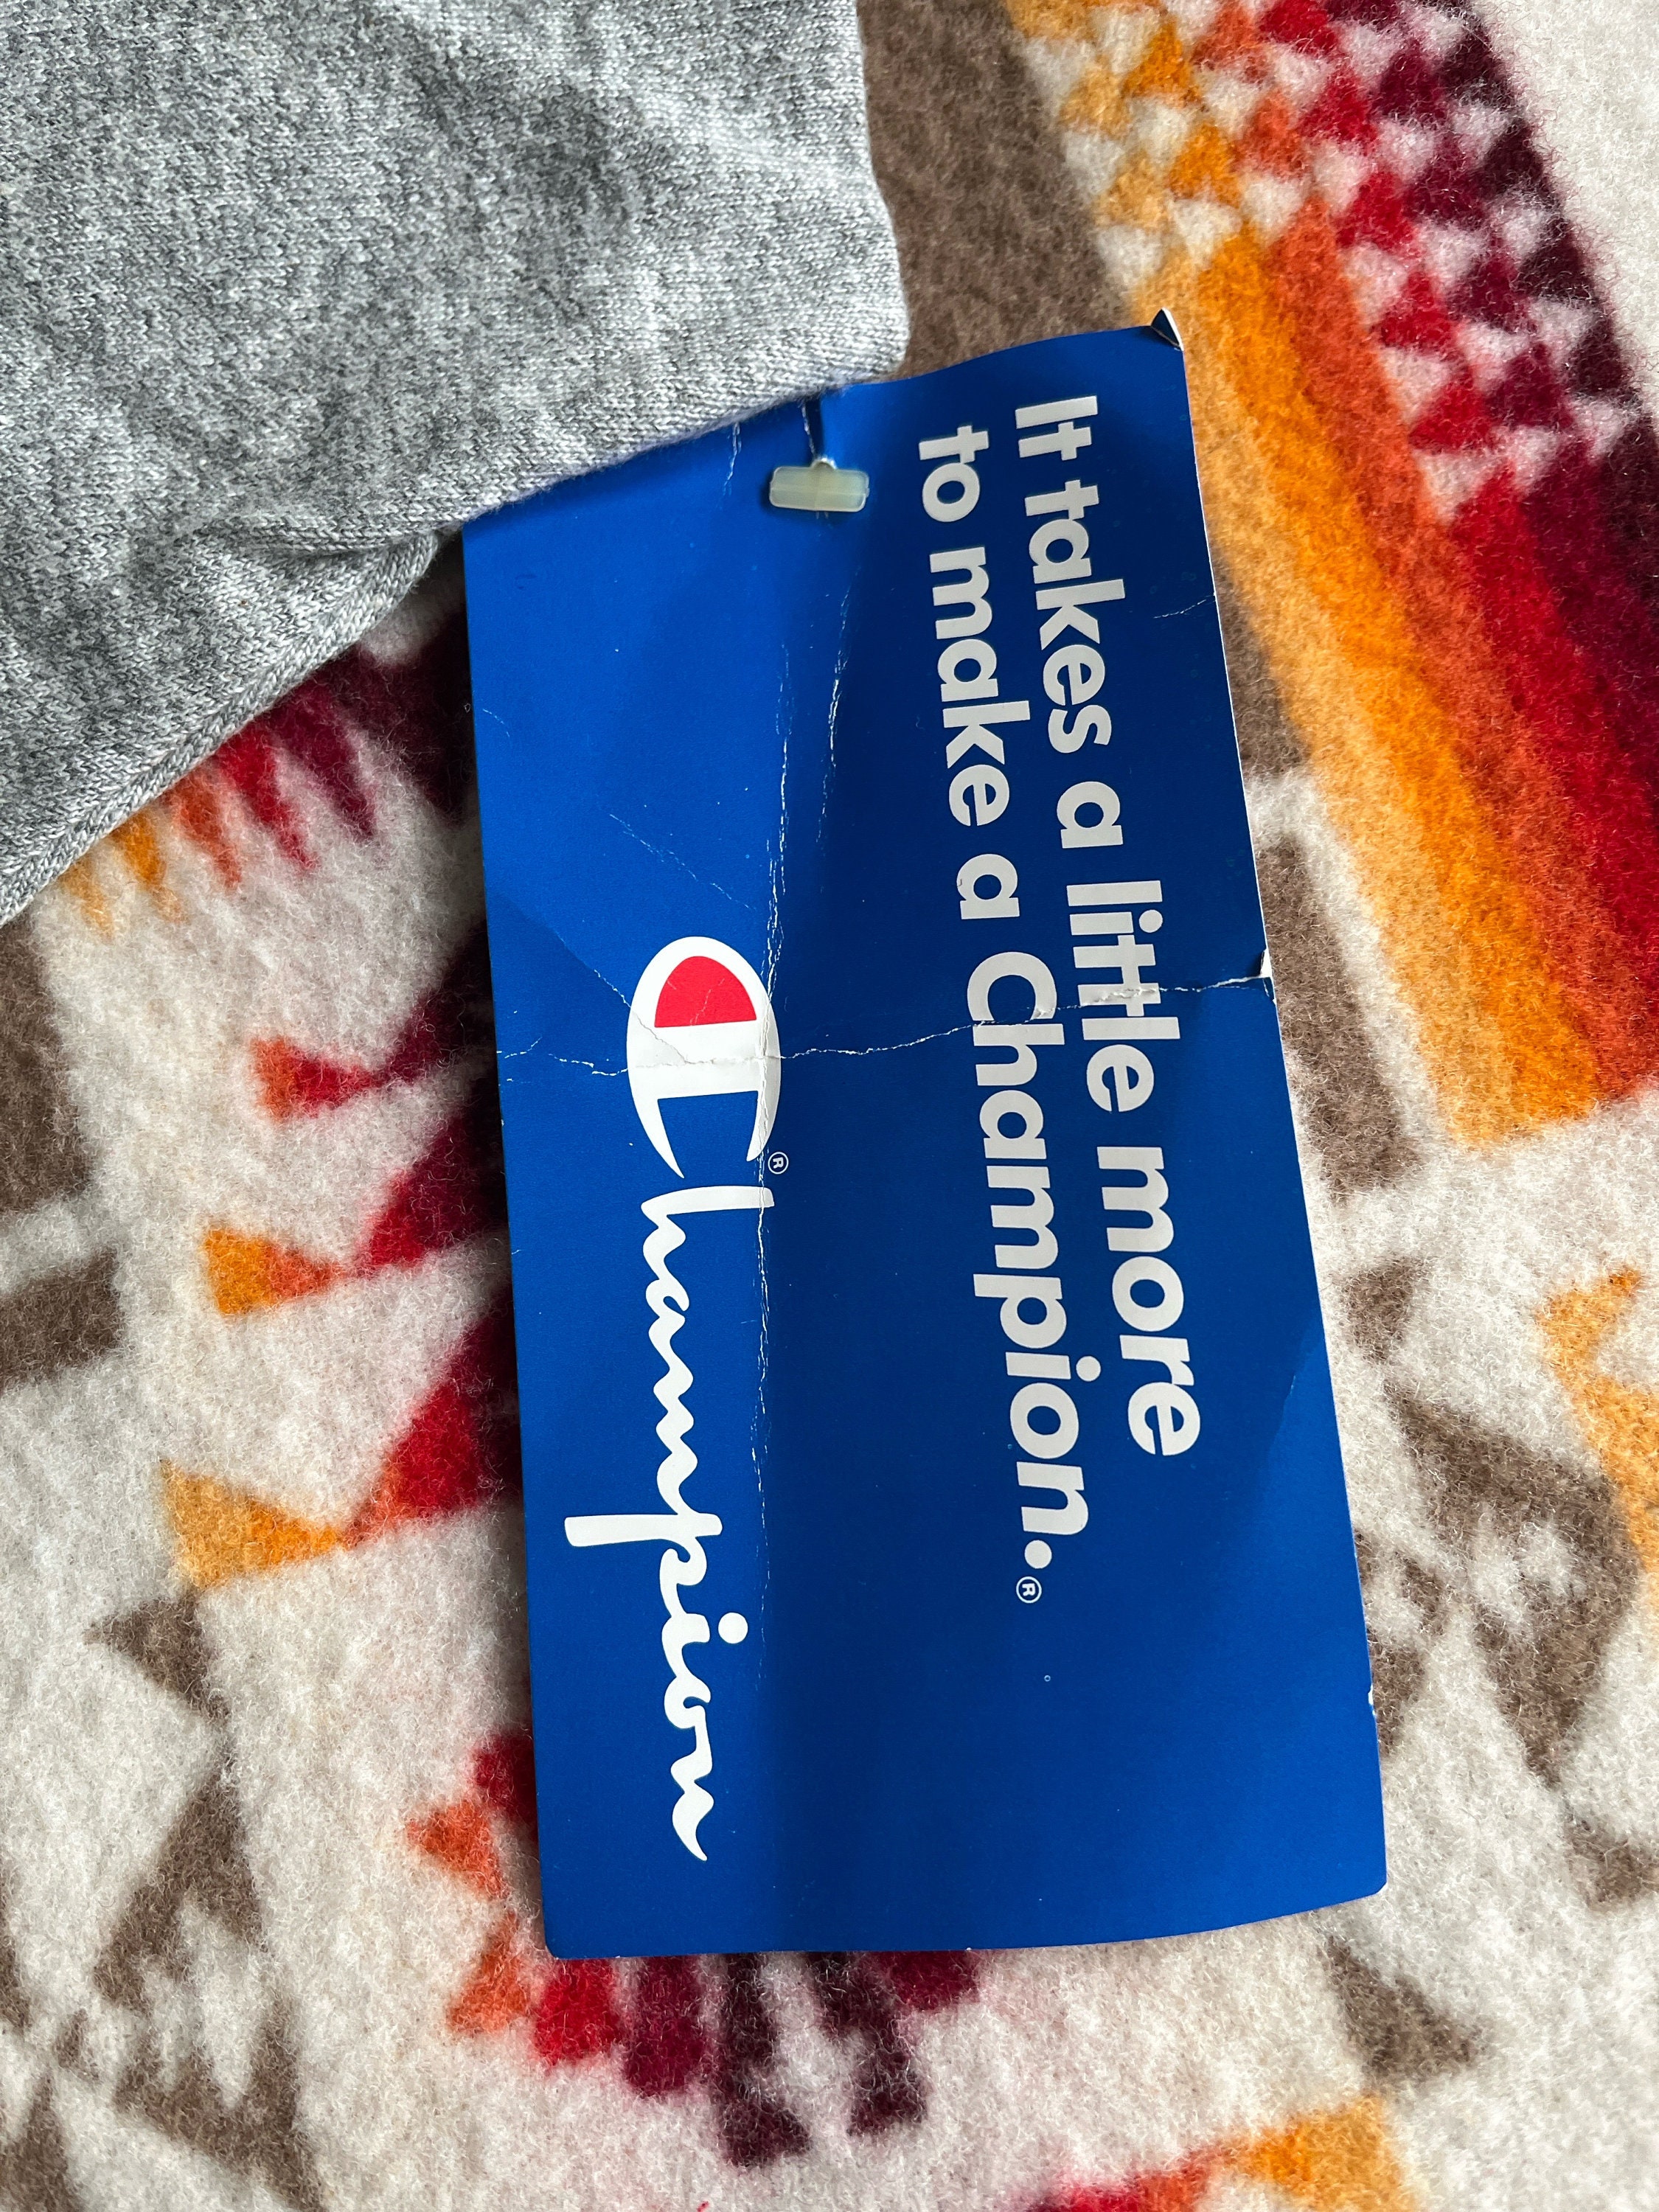 It takes a little more
to make a Champion.®
Champion®